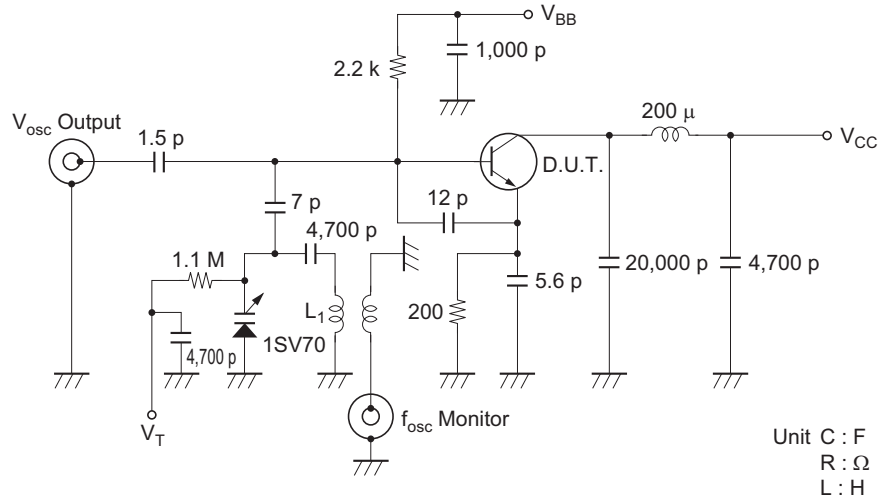 V_BB
1,000 p
2.2 k
200 μ
V_osc Output
1.5 p
V_CC
D.U.T.
12 p
7 p
4,700 p
1.1 M
5.6 p
20,000 p
4,700 p
L_1
200
1SV70
4,700 p
f_osc Monitor
V_T
Unit C : F
R : Ω
L : H